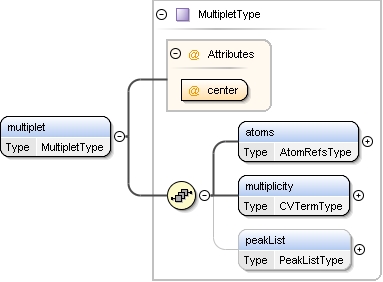 MultipletType
@ Attributes
@ center
multiplet
Type MultipletType
atoms
Type AtomRefsType
multiplicity
Type CVTermType
peakList
Type PeakListType